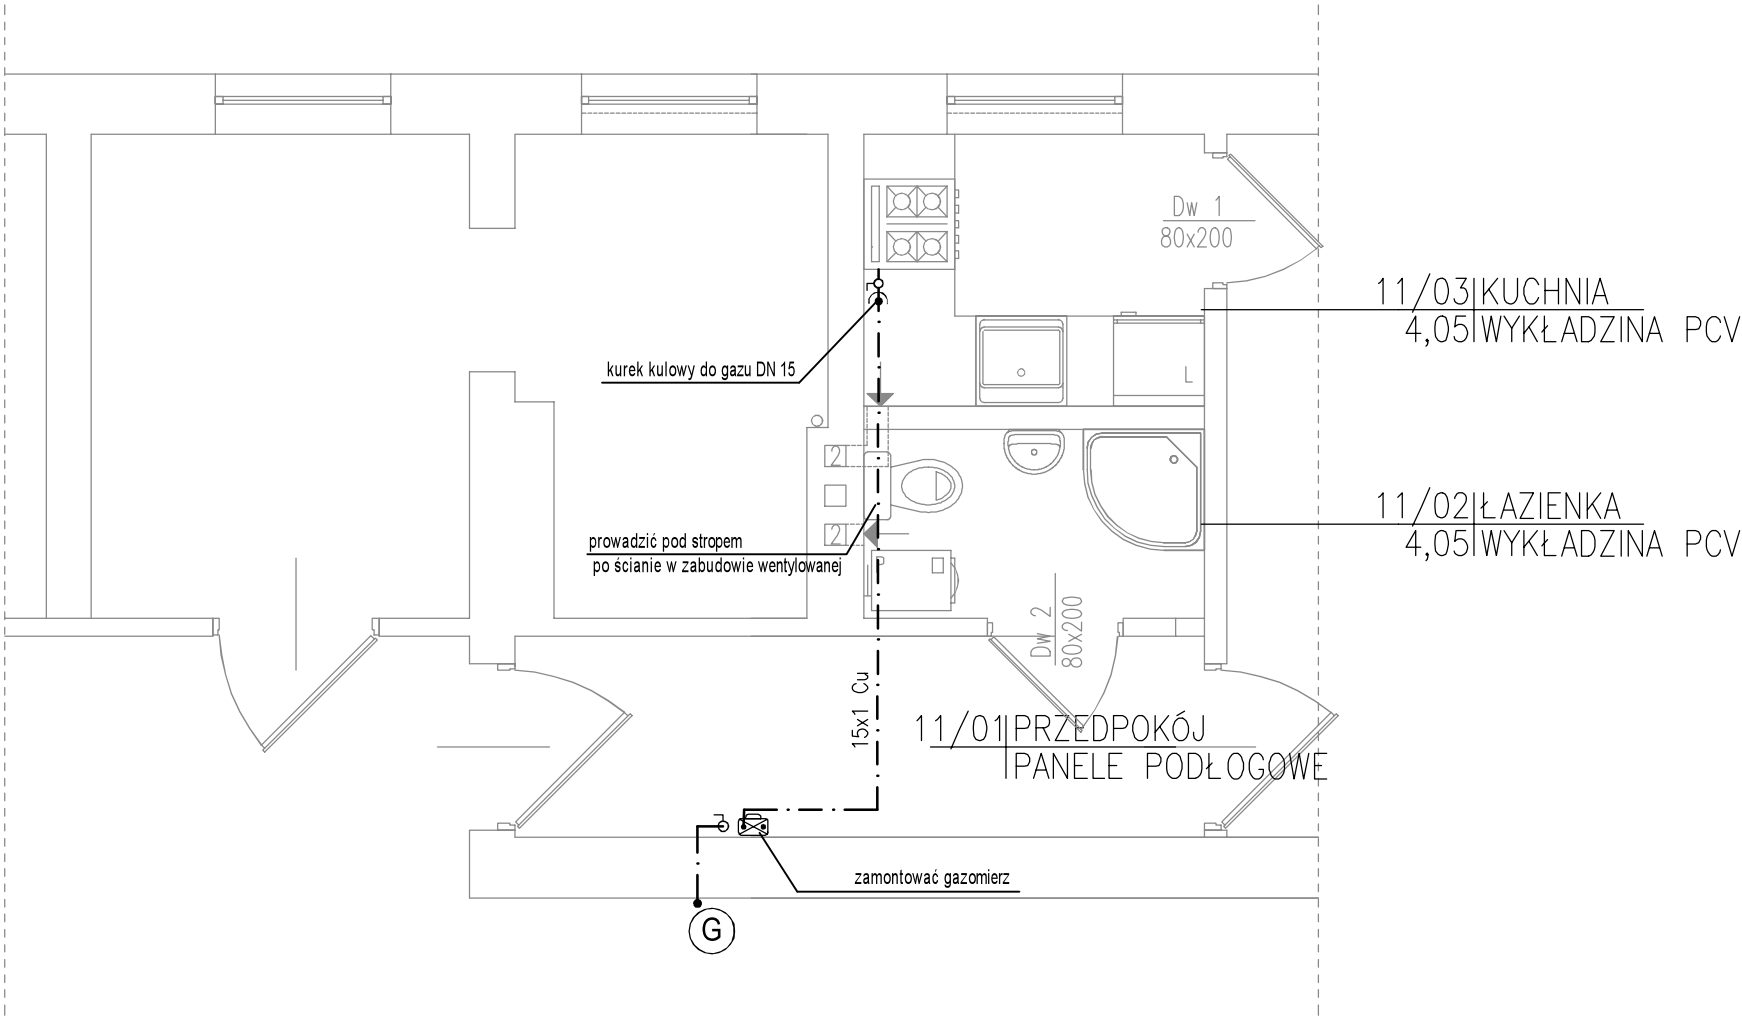 Dw 1
80x200
11/03 KUCHNIA
4,05 WYKŁADZINA PCV
kurek kulowy do gazu DN 15
L
2
11/02 ŁAZIENKA
4,05 WYKŁADZINA PCV
2
prowadzić pod stropem
po ścianie w zabudowie wentylowanej
Dw 2
80x200
15x1 Cu
11/01 PRZEDPOKÓJ
PANELE PODŁOGOWE
zamontować gazomierz
G